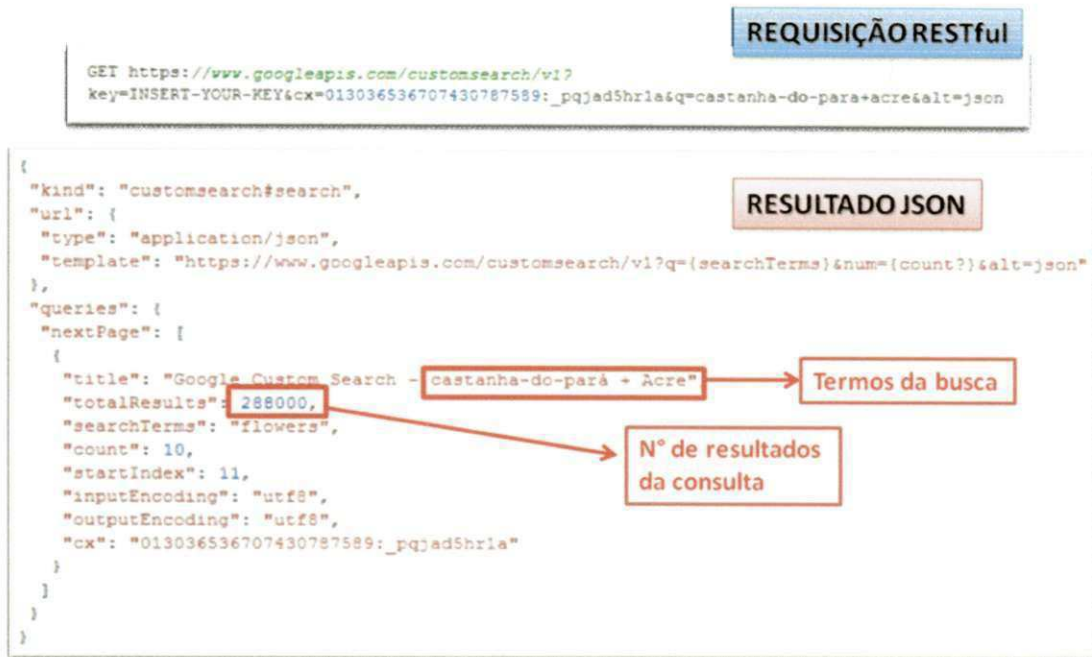 REQUISIÇÃO RESTful
GET https://www.googleapis.com/customsearch/v1?
key=INSERT-YOUR-KEY&cx=013036536707430787589:_pqjad5hr1a&q=castanha-do-para+acre&alt=json
{
"kind": "customsearch#search",
RESULTADO JSON
"url": {
"type": "application/json",
"template": "https://www.googleapis.com/customsearch/v1?q={searchTerms}&num={count?}&alt=json"
},
"queries": {
"nextPage": [
{
"title": "Google Custom Search - castanha-do-pará + Acre"
Termos da busca
"totalResults": 288000,
"searchTerms": "flowers",
"count": 10,
N° de resultados
"startIndex": 11,
da consulta
"inputEncoding": "utf8",
"outputEncoding": "utf8",
"cx": "013036536707430787589:_pqjad5hr1a"
}
]
}
}